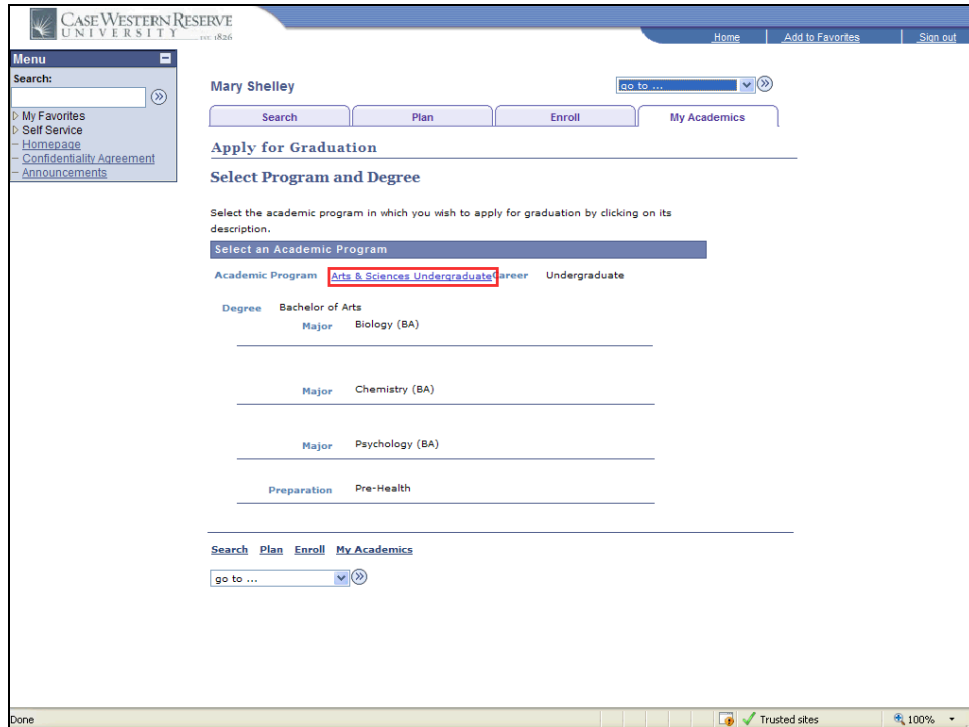 CASE WESTERN RESERVE
UNIVERSITY EST. 1826
Home Add to Favorites Sign out
Menu
Search:
My Favorites
Self Service
Homepage
Confidentiality Agreement
Announcements
Mary Shelley
go to ...
Search Plan Enroll My Academics
Apply for Graduation
Select Program and Degree
Select the academic program in which you wish to apply for graduation by clicking on its
description.
Select an Academic Program
Academic Program Arts & Sciences Undergraduate Career Undergraduate
Degree Bachelor of Arts
Major Biology (BA)
Major Chemistry (BA)
Major Psychology (BA)
Preparation Pre-Health
Search Plan Enroll My Academics
go to ...
Done Trusted sites 100%